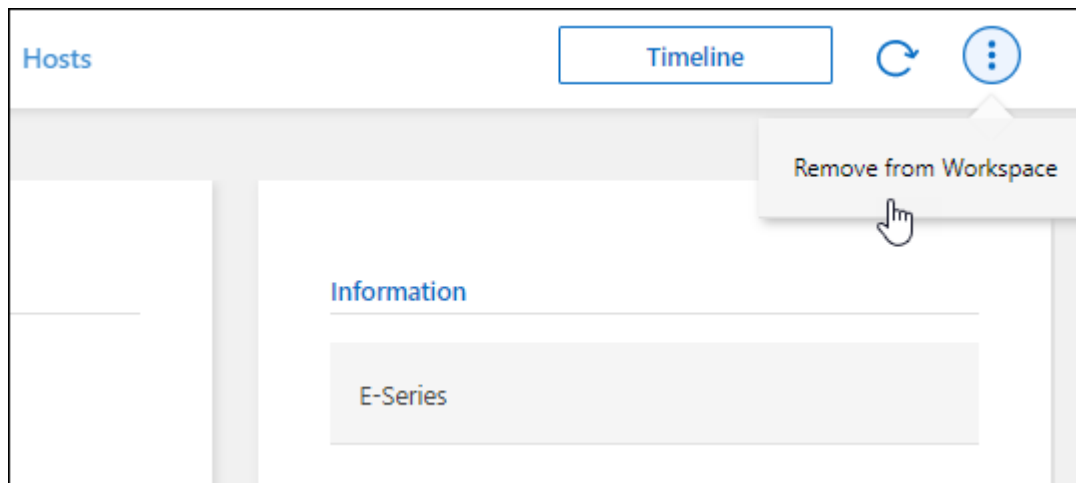 Hosts
Timeline
Remove from Workspace
Information
E-Series